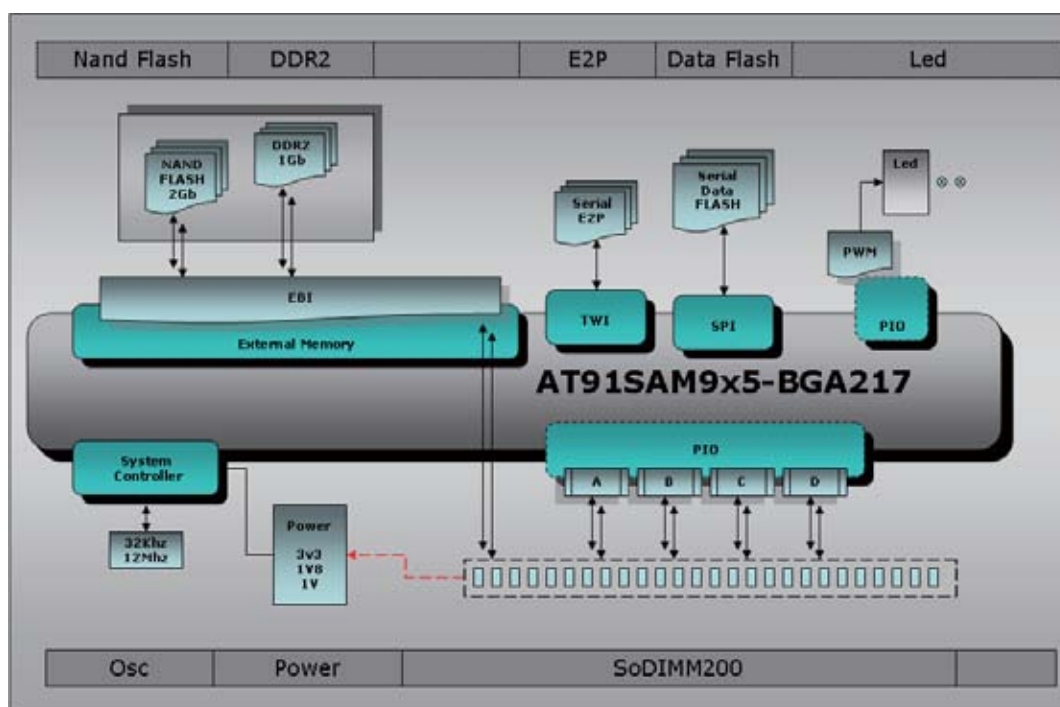 Nand Flash
DDR2
E2P
Data Flash
Led
NAND
FLASH
2Gb
DDR2
1Gb
Serial
E2P
Serial
Data
FLASH
Led
PWM
EBI
External Memory
TWI
SPI
PIO
AT91SAM9x5-BGA217
System
Controller
PIO
A
B
C
D
32Khz
12Mhz
Power
3v3
1V8
1V
Osc
Power
SoDIMM200